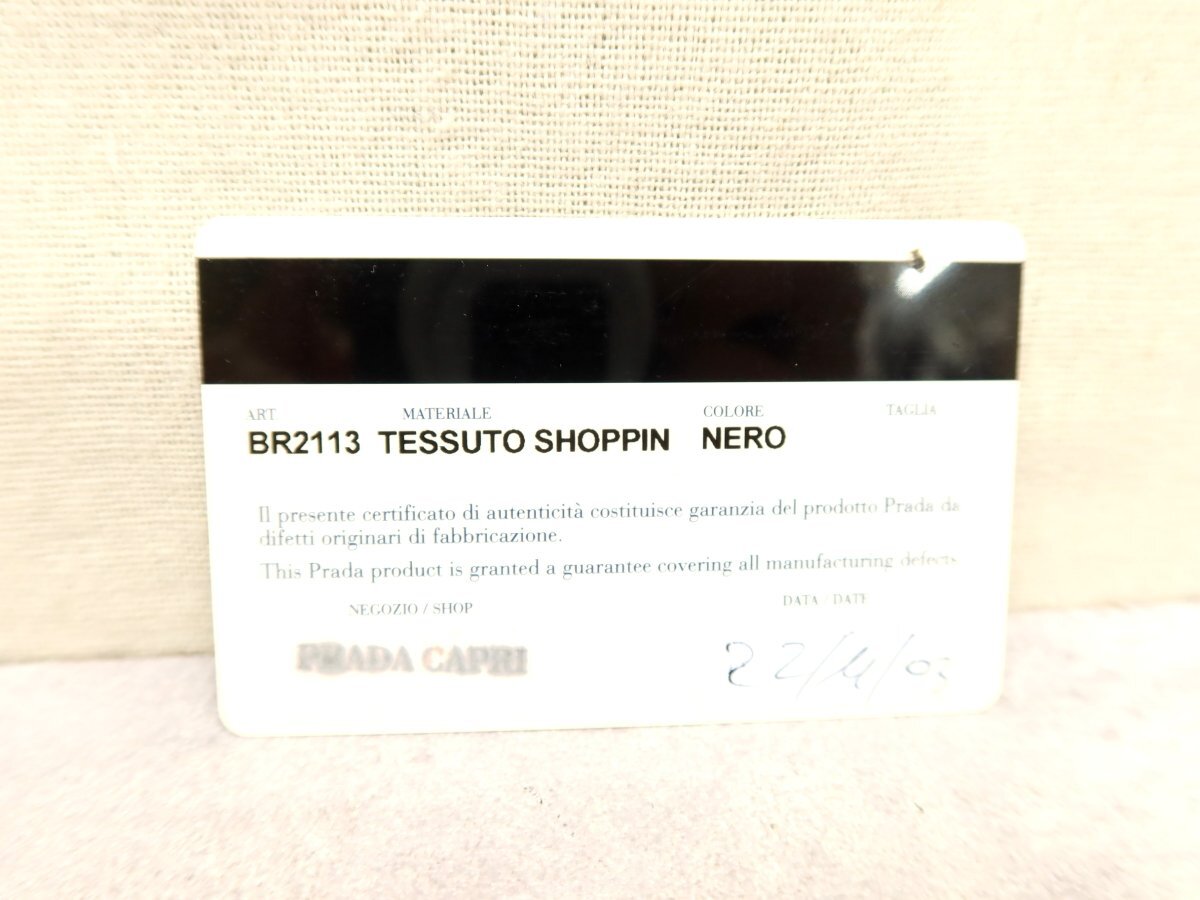 ART MATERIALE COLORE TAGLIA
BR2113 TESSUTO SHOPPIN NERO
Il presente certificato di autenticità costituisce garanzia del prodotto Prada da
difetti originari di fabbricazione.
This Prada product is granted a guarantee covering all manufacturing defects
NEGOZIO / SHOP DATA / DATE
PRADA CAPRI